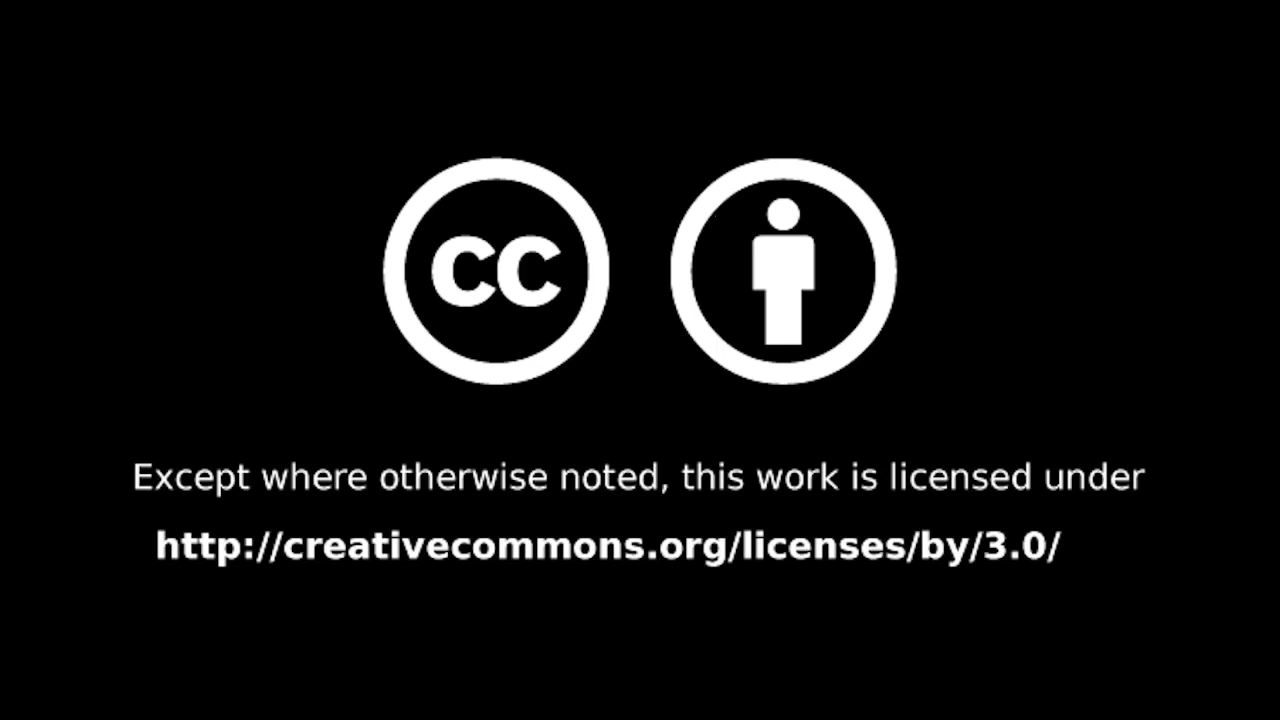 cc
Except where otherwise noted, this work is licensed under
http://creativecommons.org/licenses/by/3.0/